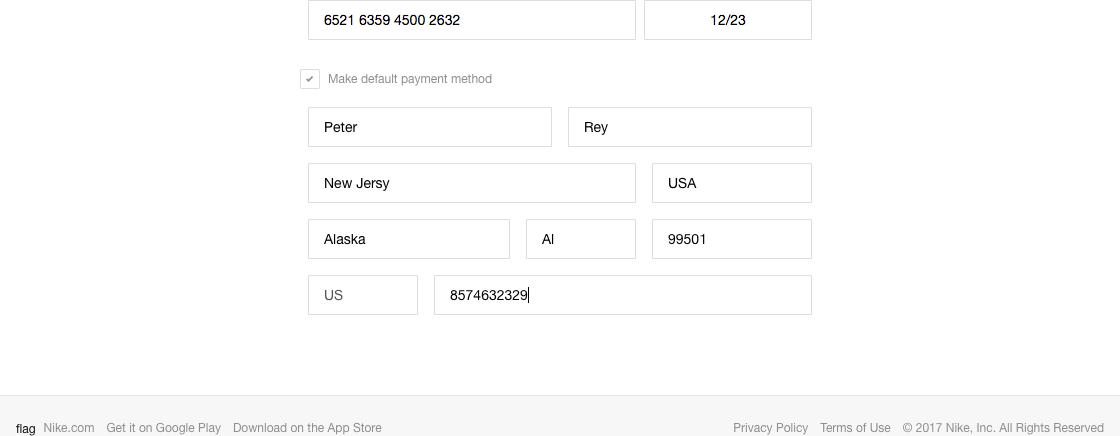 6521 6359 4500 2632 12/23
Make default payment method
Peter Rey
New Jersy USA
Alaska Al 99501
US 8574632329
flag Nike.com Get it on Google Play Download on the App Store Privacy Policy Terms of Use © 2017 Nike, Inc. All Rights Reserved